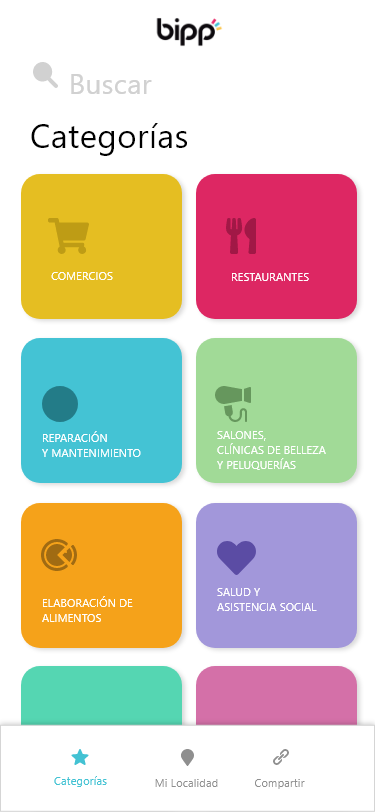 bipp
Buscar
Categorías
COMERCIOS
RESTAURANTES
REPARACIÓN
Y MANTENIMIENTO
SALONES,
CLÍNICAS DE BELLEZA
Y PELUQUERÍAS
ELABORACIÓN DE
ALIMENTOS
SALUD Y
ASISTENCIA SOCIAL
Categorías
Mi Localidad
Compartir